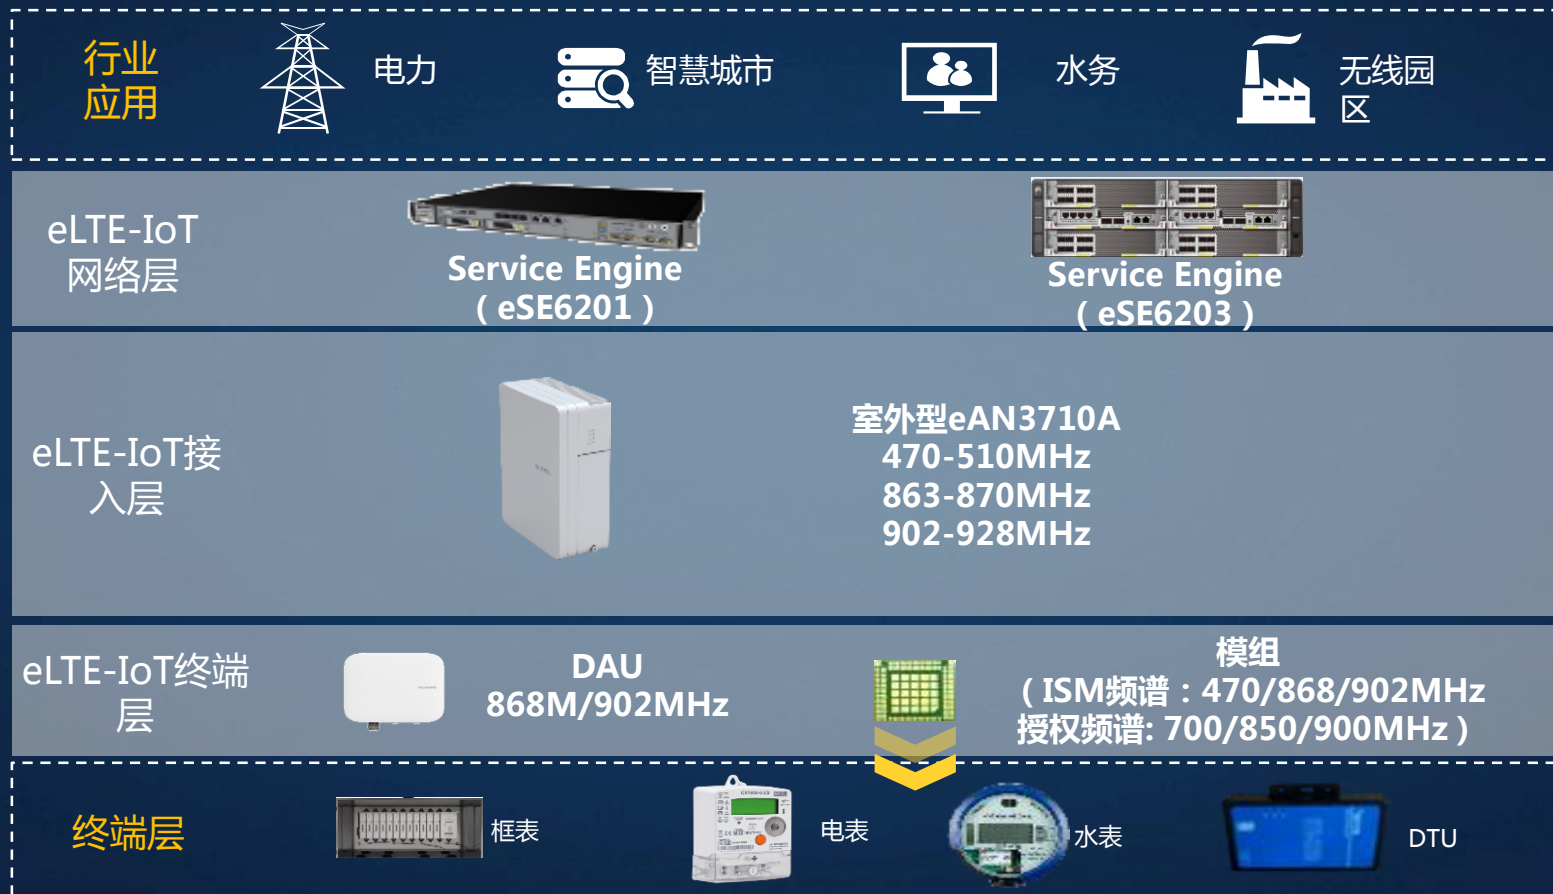 行业
应用
电力
智慧城市
水务
无线园
区
eLTE-IoT
网络层
Service Engine
（eSE6201）
Service Engine
（eSE6203）
eLTE-IoT接
入层
室外型eAN3710A
470-510MHz
863-870MHz
902-928MHz
eLTE-IoT终端
层
DAU
868M/902MHz
模组
（ISM频谱：470/868/902MHz
授权频谱: 700/850/900MHz）
终端层
框表
电表
水表
DTU